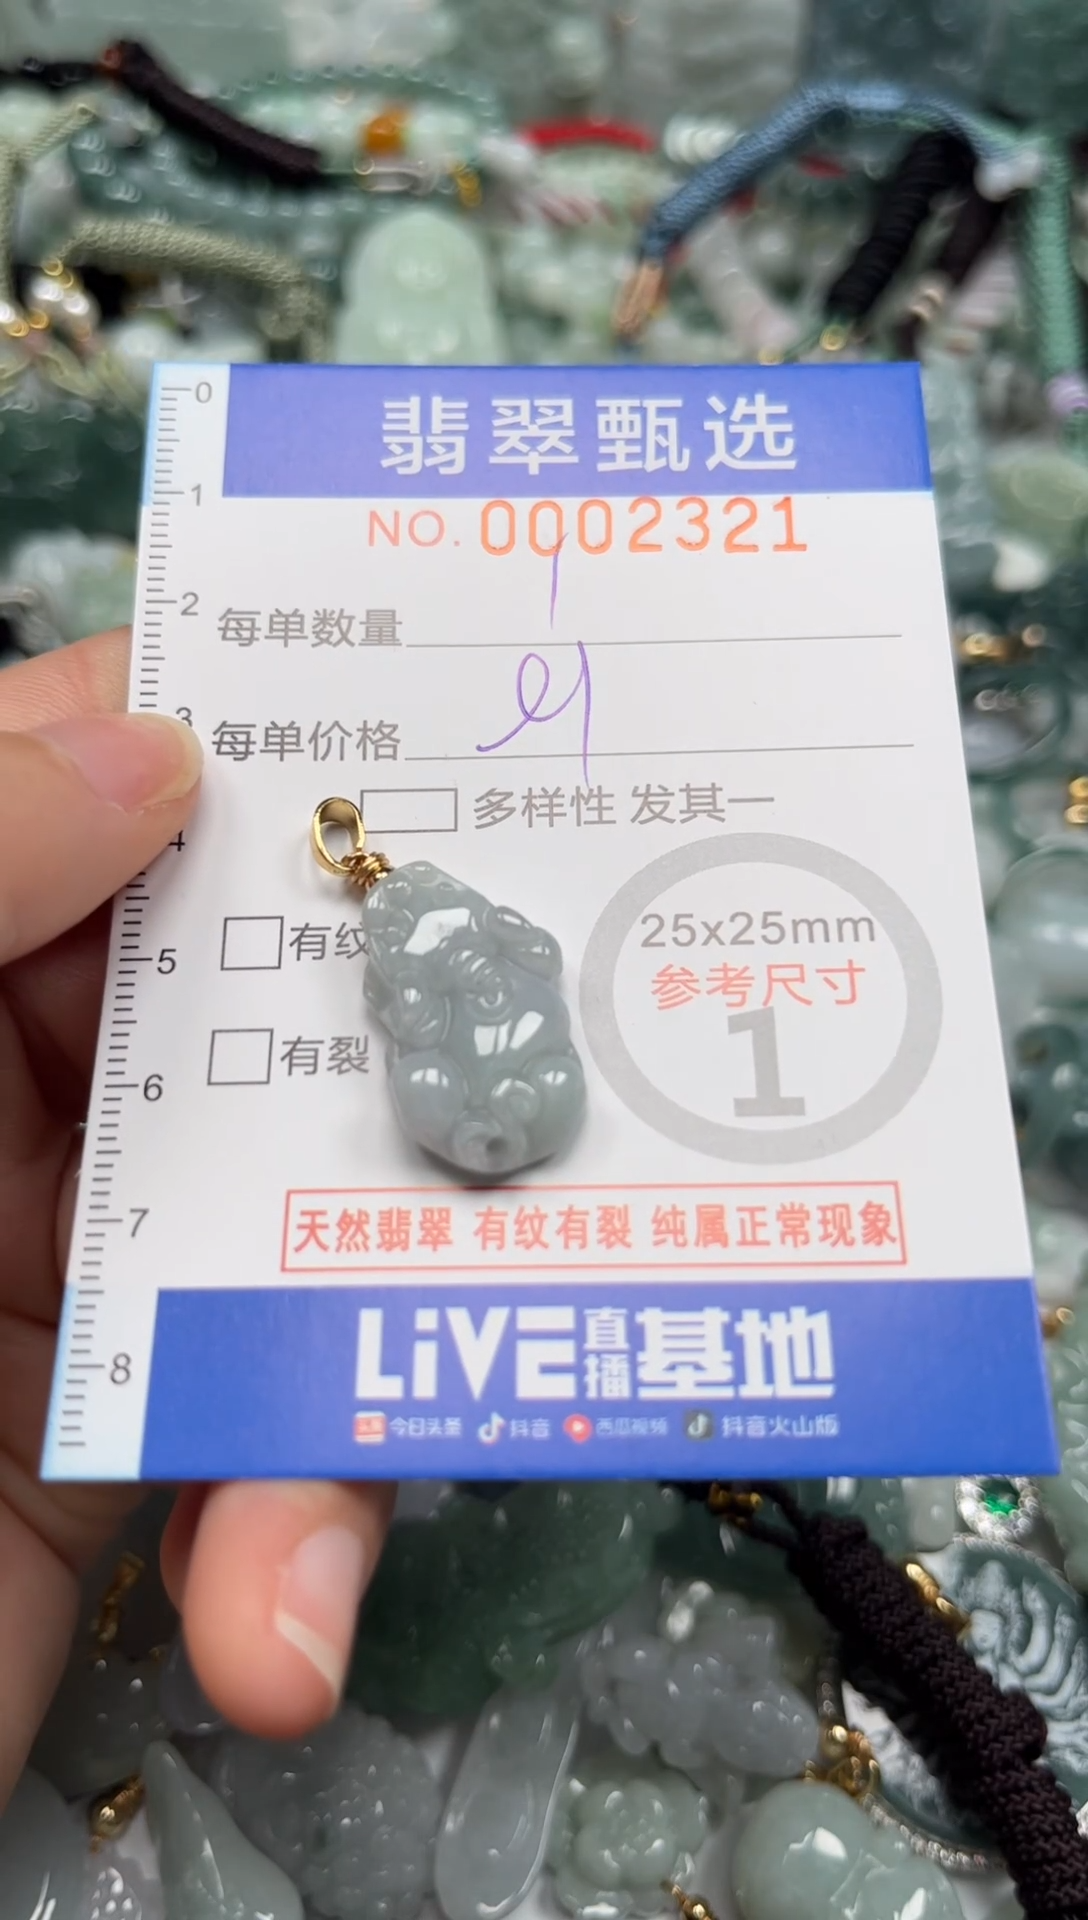 0
翡翠甄选
1
NO. 0002321
2
每单数量 1
3
每单价格
4
多样性 发其一
有纹
5
25x25mm
参考尺寸
1
有裂
6
7
天然翡翠 有纹有裂 纯属正常现象
8
LiVE直播基地
今日头条 抖音 西瓜视频 抖音火山版